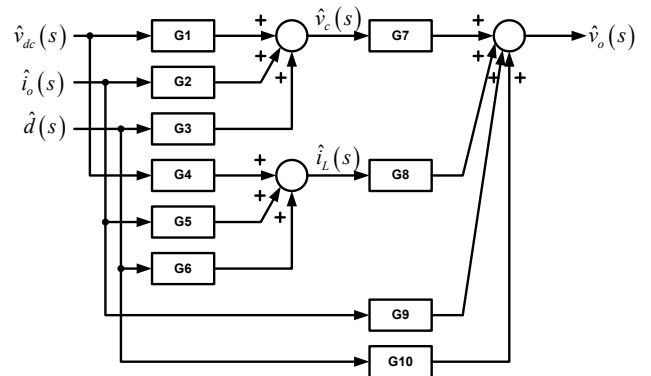 v̂dc(s) G1 + v̂c(s) G7 + v̂o(s)
îo(s) G2 + + +
d̂(s) G3 +
G4 + îL(s) G8
G5 +
G6 +
G9
G10